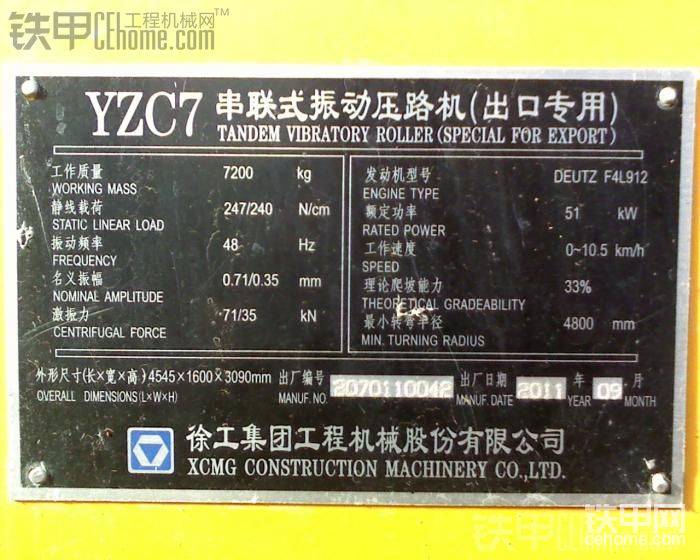 铁甲工程机械网
CEhome.com
YZC7 串联式振动压路机(出口专用)
TANDEM VIBRATORY ROLLER (SPECIAL FOR EXPORT)
工作质量 7200 kg
WORKING MASS
静线载荷 247/240 N/cm
STATIC LINEAR LOAD
振动频率 48 Hz
FREQUENCY
名义振幅 0.71/0.35 mm
NOMINAL AMPLITUDE
激振力 71/35 kN
CENTRIFUGAL FORCE
发动机型号 DEUTZ F4L912
ENGINE TYPE
额定功率 51 kW
RATED POWER
工作速度 0~10.5 km/h
SPEED
理论爬坡能力 33%
THEORETICAL GRADEABILITY
最小转弯半径 4800 mm
MIN. TURNING RADIUS
外形尺寸(长×宽×高) 4545×1600×3090mm 出厂编号 2070110042 出厂日期 2011 年 09 月
OVERALL DIMENSIONS(L×W×H) MANUF. NO. MANUF. DATE YEAR MONTH
徐工集团工程机械股份有限公司
XCMG CONSTRUCTION MACHINERY CO.,LTD.
铁甲网
cehome.com